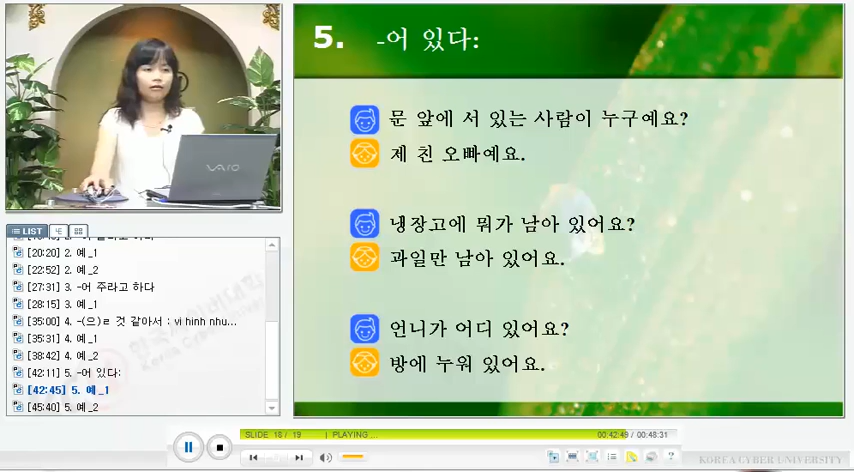 5. -어 있다:
문 앞에 서 있는 사람이 누구예요?
제 친 오빠예요.
냉장고에 뭐가 남아 있어요?
과일만 남아 있어요.
언니가 어디 있어요?
방에 누워 있어요.
VAIO
LIST
[20:20] 2. 예_1
[22:52] 2. 예_2
[27:31] 3. -어 주라고 하다
[28:15] 3. 예_1
[35:00] 4. -(으)ㄹ 것 같아서 : vi hinh nhu...
[35:31] 4. 예_1
[38:42] 4. 예_2
[42:11] 5. -어 있다:
[42:45] 5. 예_1
[45:40] 5. 예_2
SLIDE 18 / 19 | PLAYING ...
00:42:49 / 00:48:31
KOREA CYBER UNIVERSITY